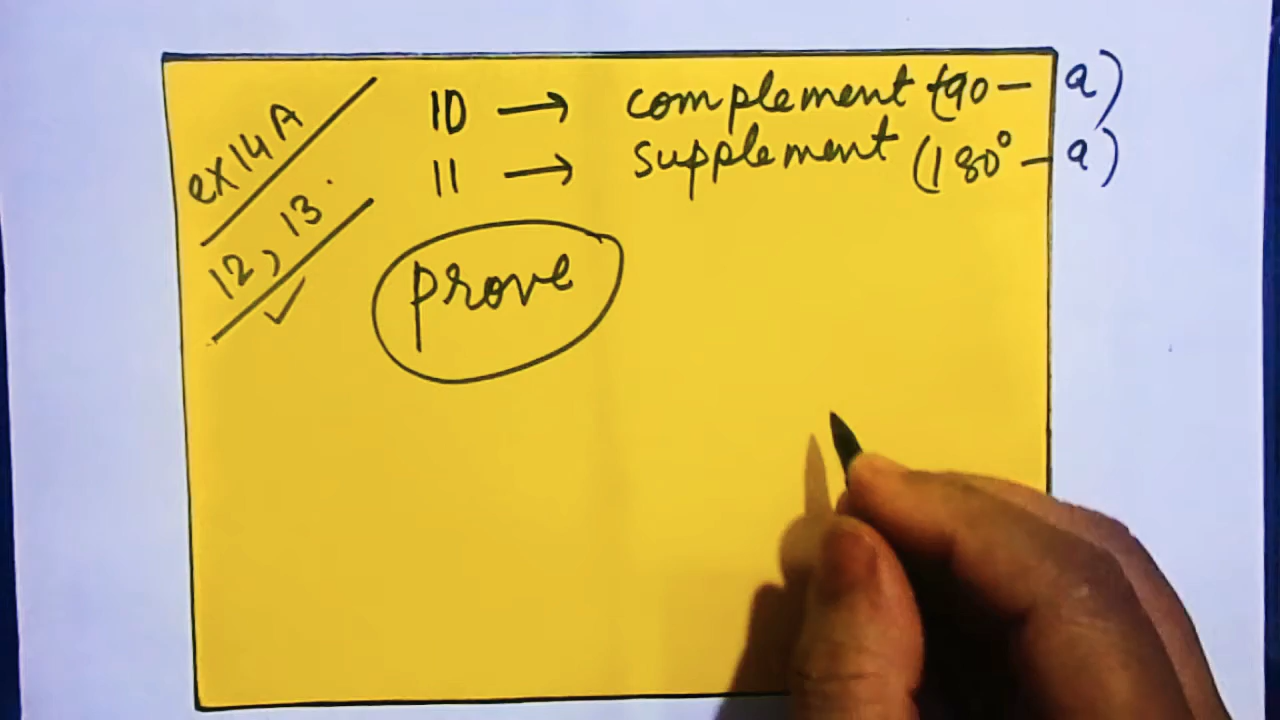 ex14A
12, 13.
10 → complement (90 - a)
11 → supplement (180° - a)
prove